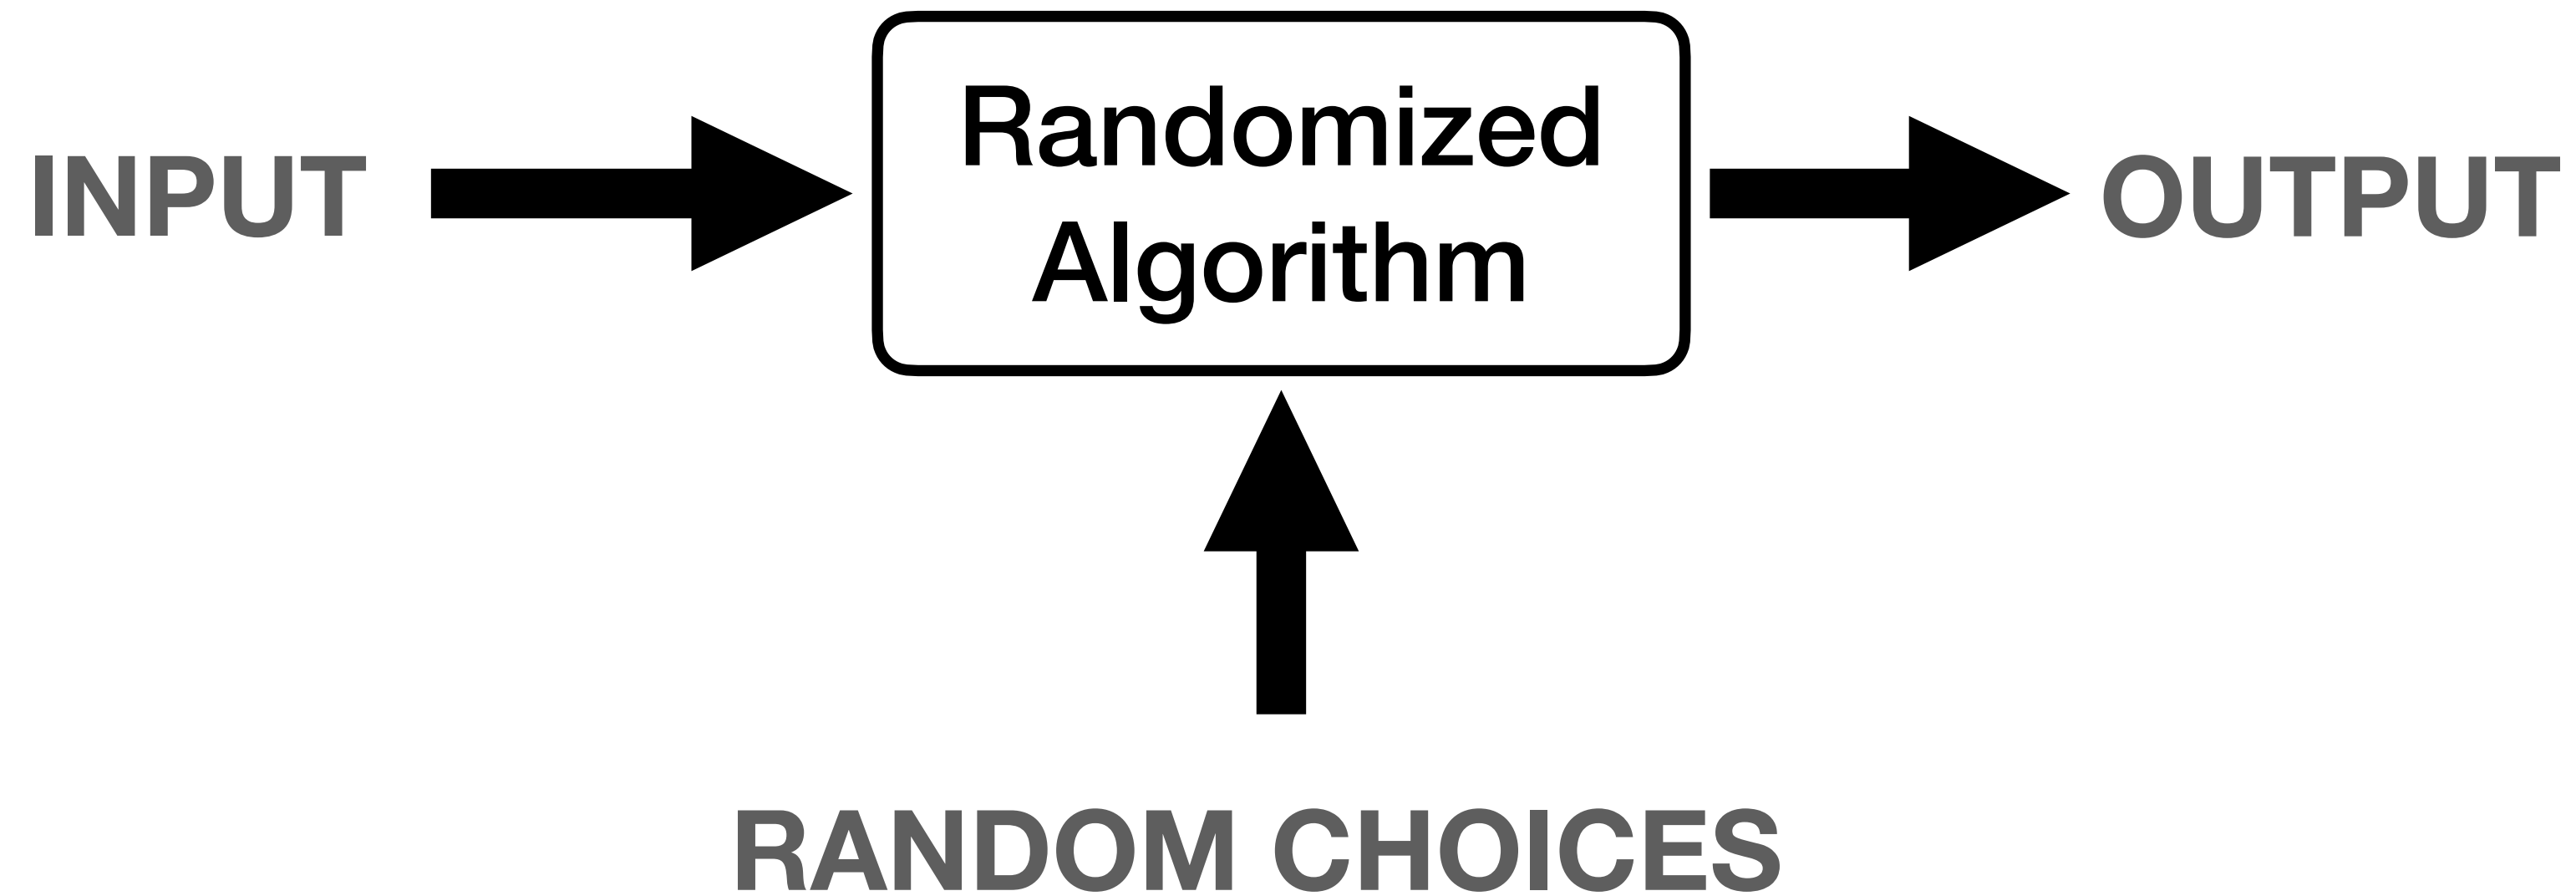 INPUT
Randomized
Algorithm
OUTPUT
RANDOM CHOICES